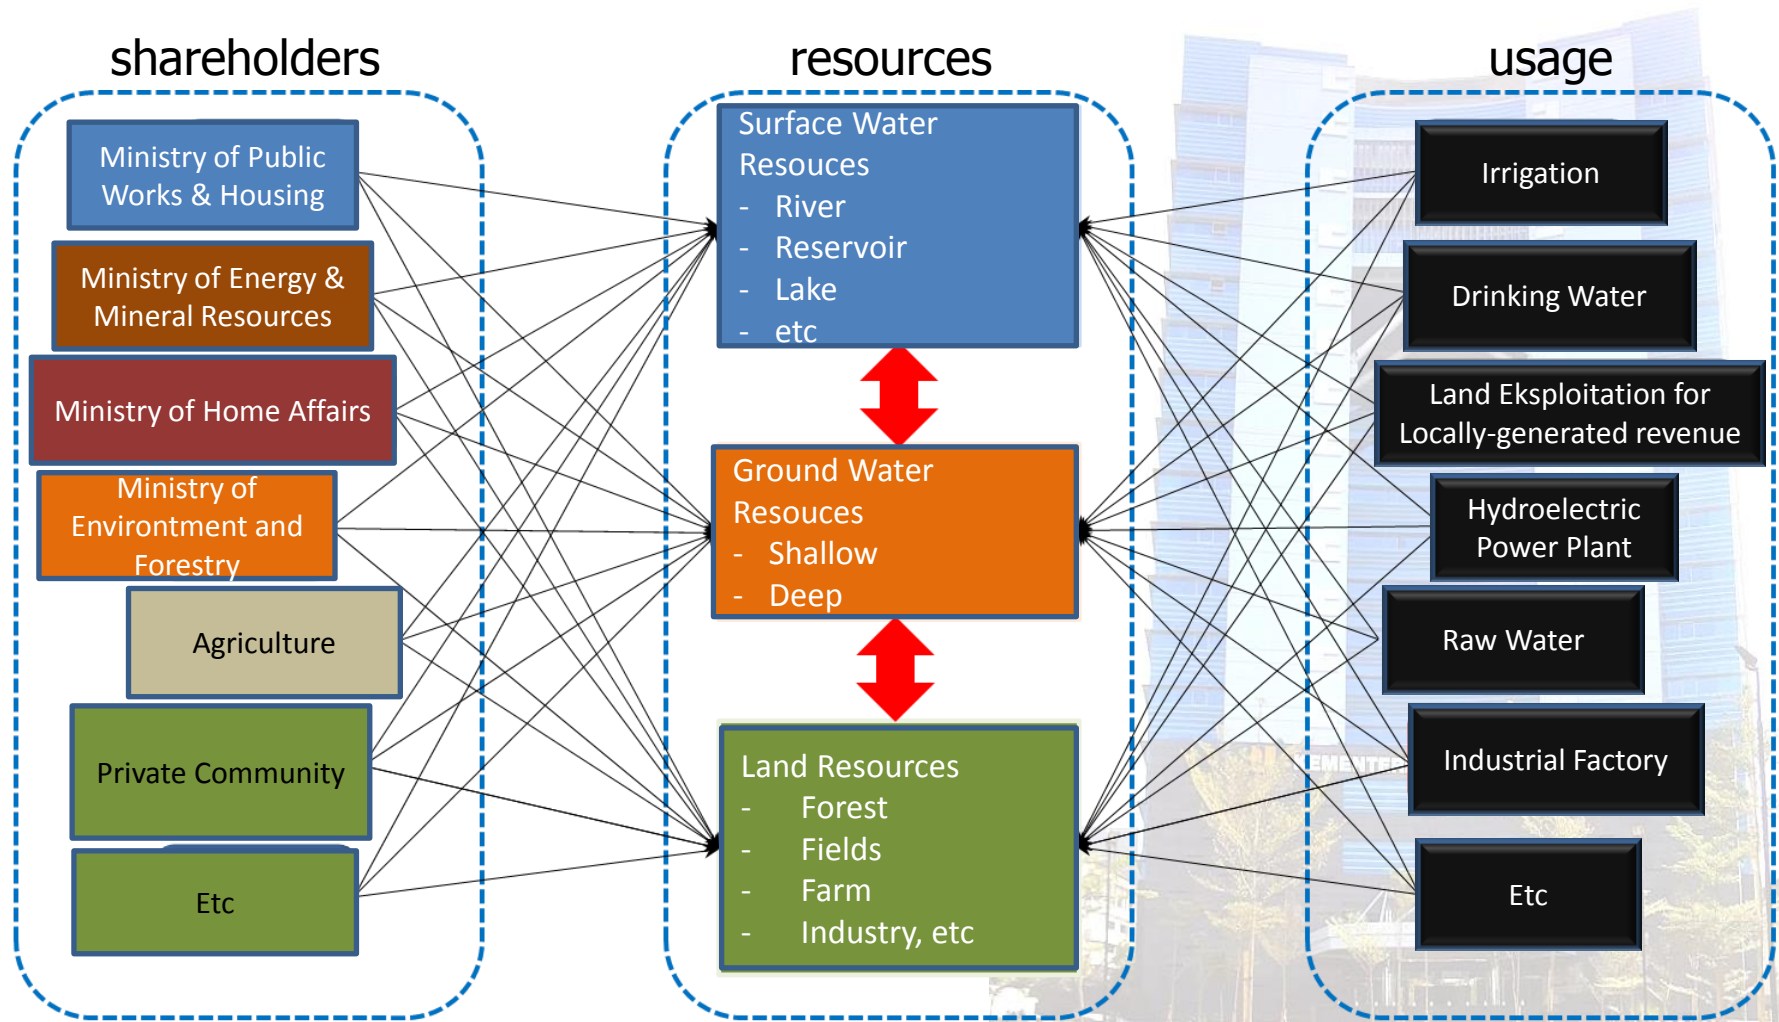 shareholders
resources
usage
Ministry of Public
Works & Housing
Ministry of Energy &
Mineral Resources
Ministry of Home Affairs
Ministry of
Environtment and
Forestry
Agriculture
Private Community
Etc
Surface Water
Resouces
- River
- Reservoir
- Lake
- etc
Ground Water
Resouces
- Shallow
- Deep
Land Resources
- Forest
- Fields
- Farm
- Industry, etc
Irrigation
Drinking Water
Land Eksploitation for
Locally-generated revenue
Hydroelectric
Power Plant
Raw Water
Industrial Factory
Etc